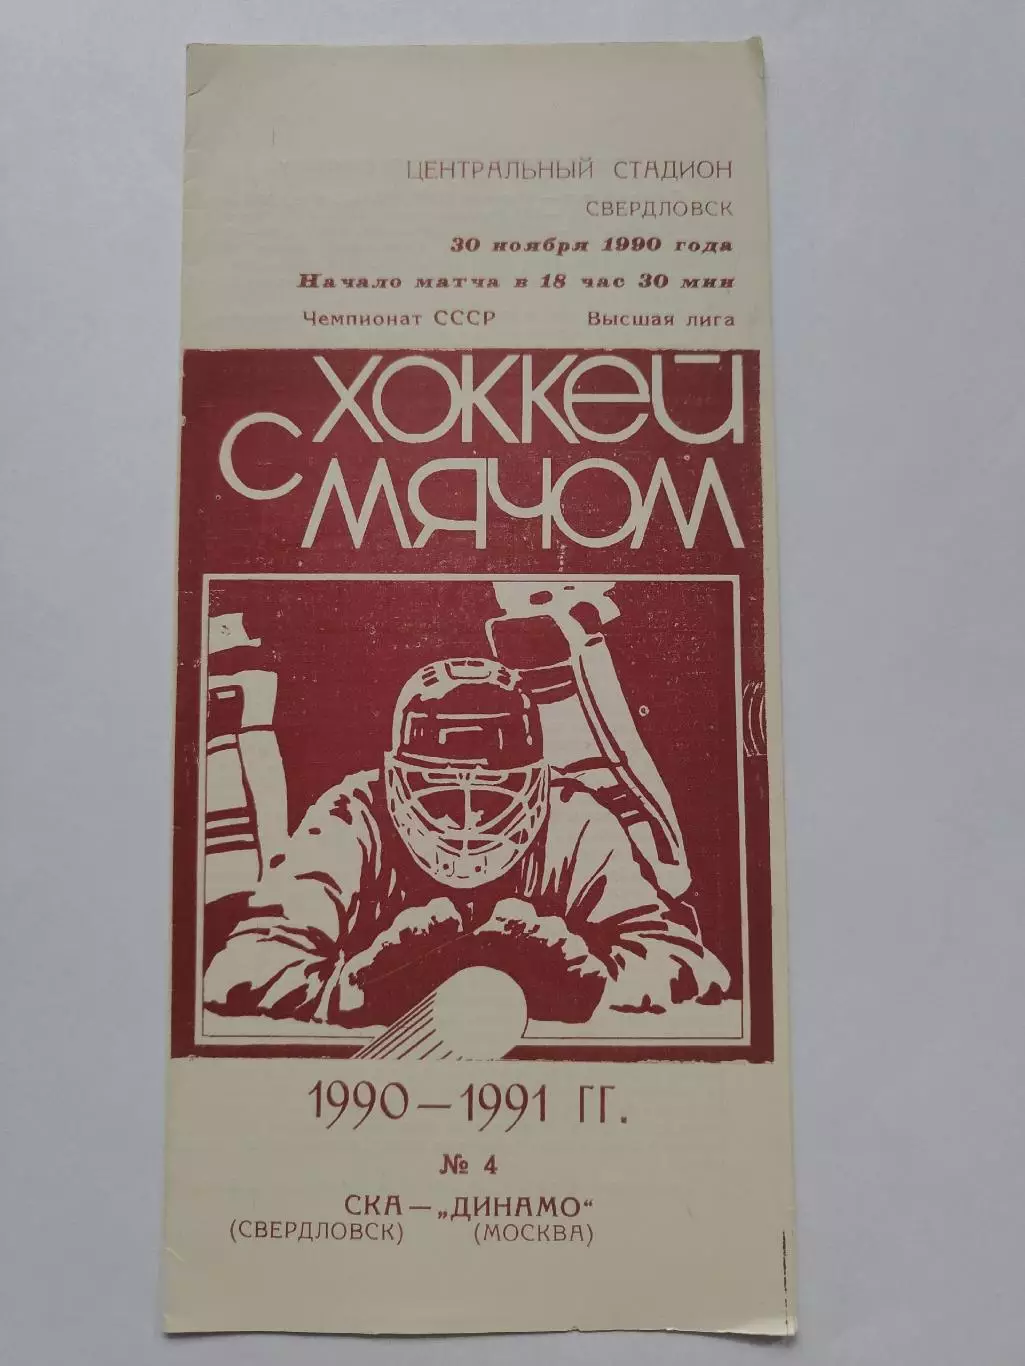 ЦЕНТРАЛЬНЫЙ СТАДИОН
СВЕРДЛОВСК
30 ноября 1990 года
Начало матча в 18 час 30 мин
Чемпионат СССР Высшая лига
ХОККЕЙ
С МЯЧОМ
1990—1991 ГГ.
№ 4
СКА—„ДИНАМО“
(СВЕРДЛОВСК) (МОСКВА)